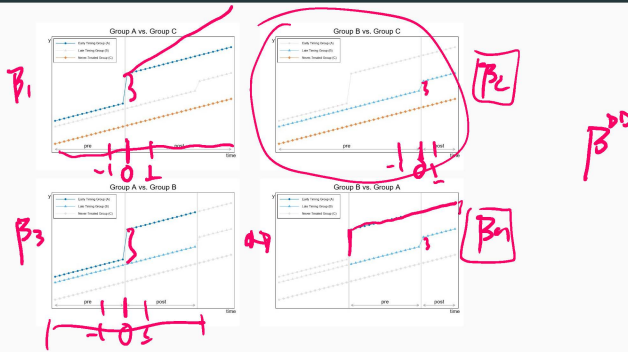 Group A vs. Group C
y
Early Timing Group (A)
Late Timing Group (B)
Never Treated Group (C)
pre
post
time
β1
-1 0 1
Group B vs. Group C
Early Timing Group (A)
Late Timing Group (B)
Never Treated Group (C)
pre
post
time
-1 0 1
β2
β^DD
Group A vs. Group B
y
Early Timing Group (A)
Late Timing Group (B)
Never Treated Group (C)
pre
post
time
β3
-1 0 1
Group B vs. Group A
y
Early Timing Group (A)
Late Timing Group (B)
Never Treated Group (C)
pre
post
time